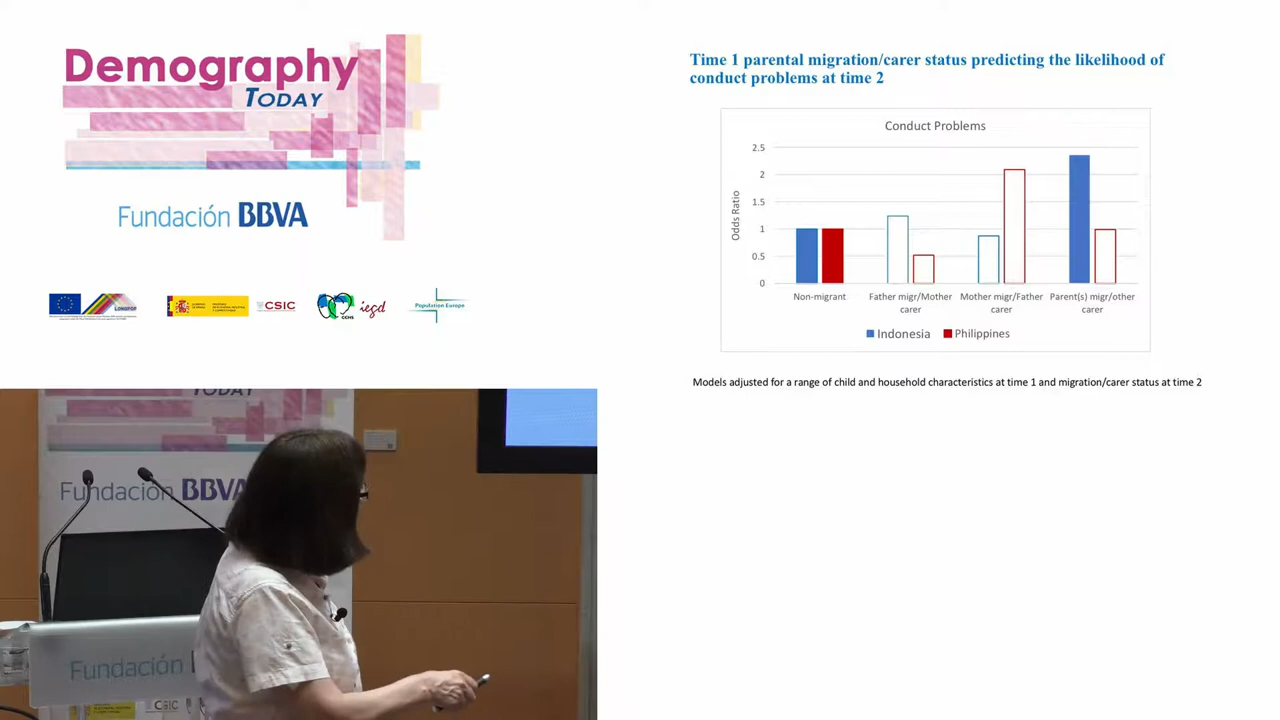 Demography
TODAY
Fundación BBVA
LONGPOP
CSIC
CCHS
iegd
Population Europe
Time 1 parental migration/carer status predicting the likelihood of
conduct problems at time 2
Conduct Problems
Odds Ratio
2.5
2
1.5
1
0.5
0
Non-migrant
Father migr/Mother
carer
Mother migr/Father
carer
Parent(s) migr/other
carer
Indonesia
Philippines
Models adjusted for a range of child and household characteristics at time 1 and migration/carer status at time 2
TODAY
Fundación BBVA
Fundación
CSIC